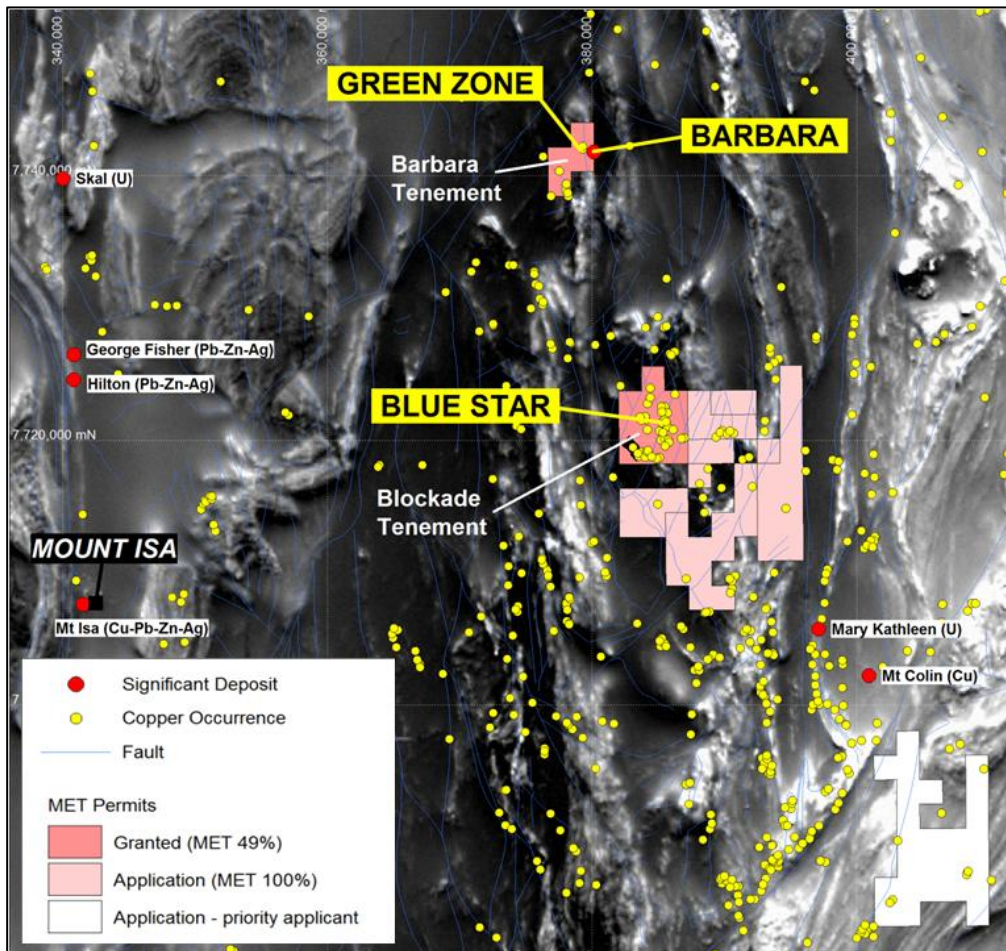 340,000 m
360,000 m
380,000 m
400,000
GREEN ZONE
BARBARA
Barbara
Tenement
7,740,000 mN
Skal (U)
George Fisher (Pb-Zn-Ag)
Hilton (Pb-Zn-Ag)
BLUE STAR
7,720,000 mN
Blockade
Tenement
MOUNT ISA
Mt Isa (Cu-Pb-Zn-Ag)
Mary Kathleen (U)
Mt Colin (Cu)
Significant Deposit
Copper Occurrence
Fault
MET Permits
Granted (MET 49%)
Application (MET 100%)
Application - priority applicant